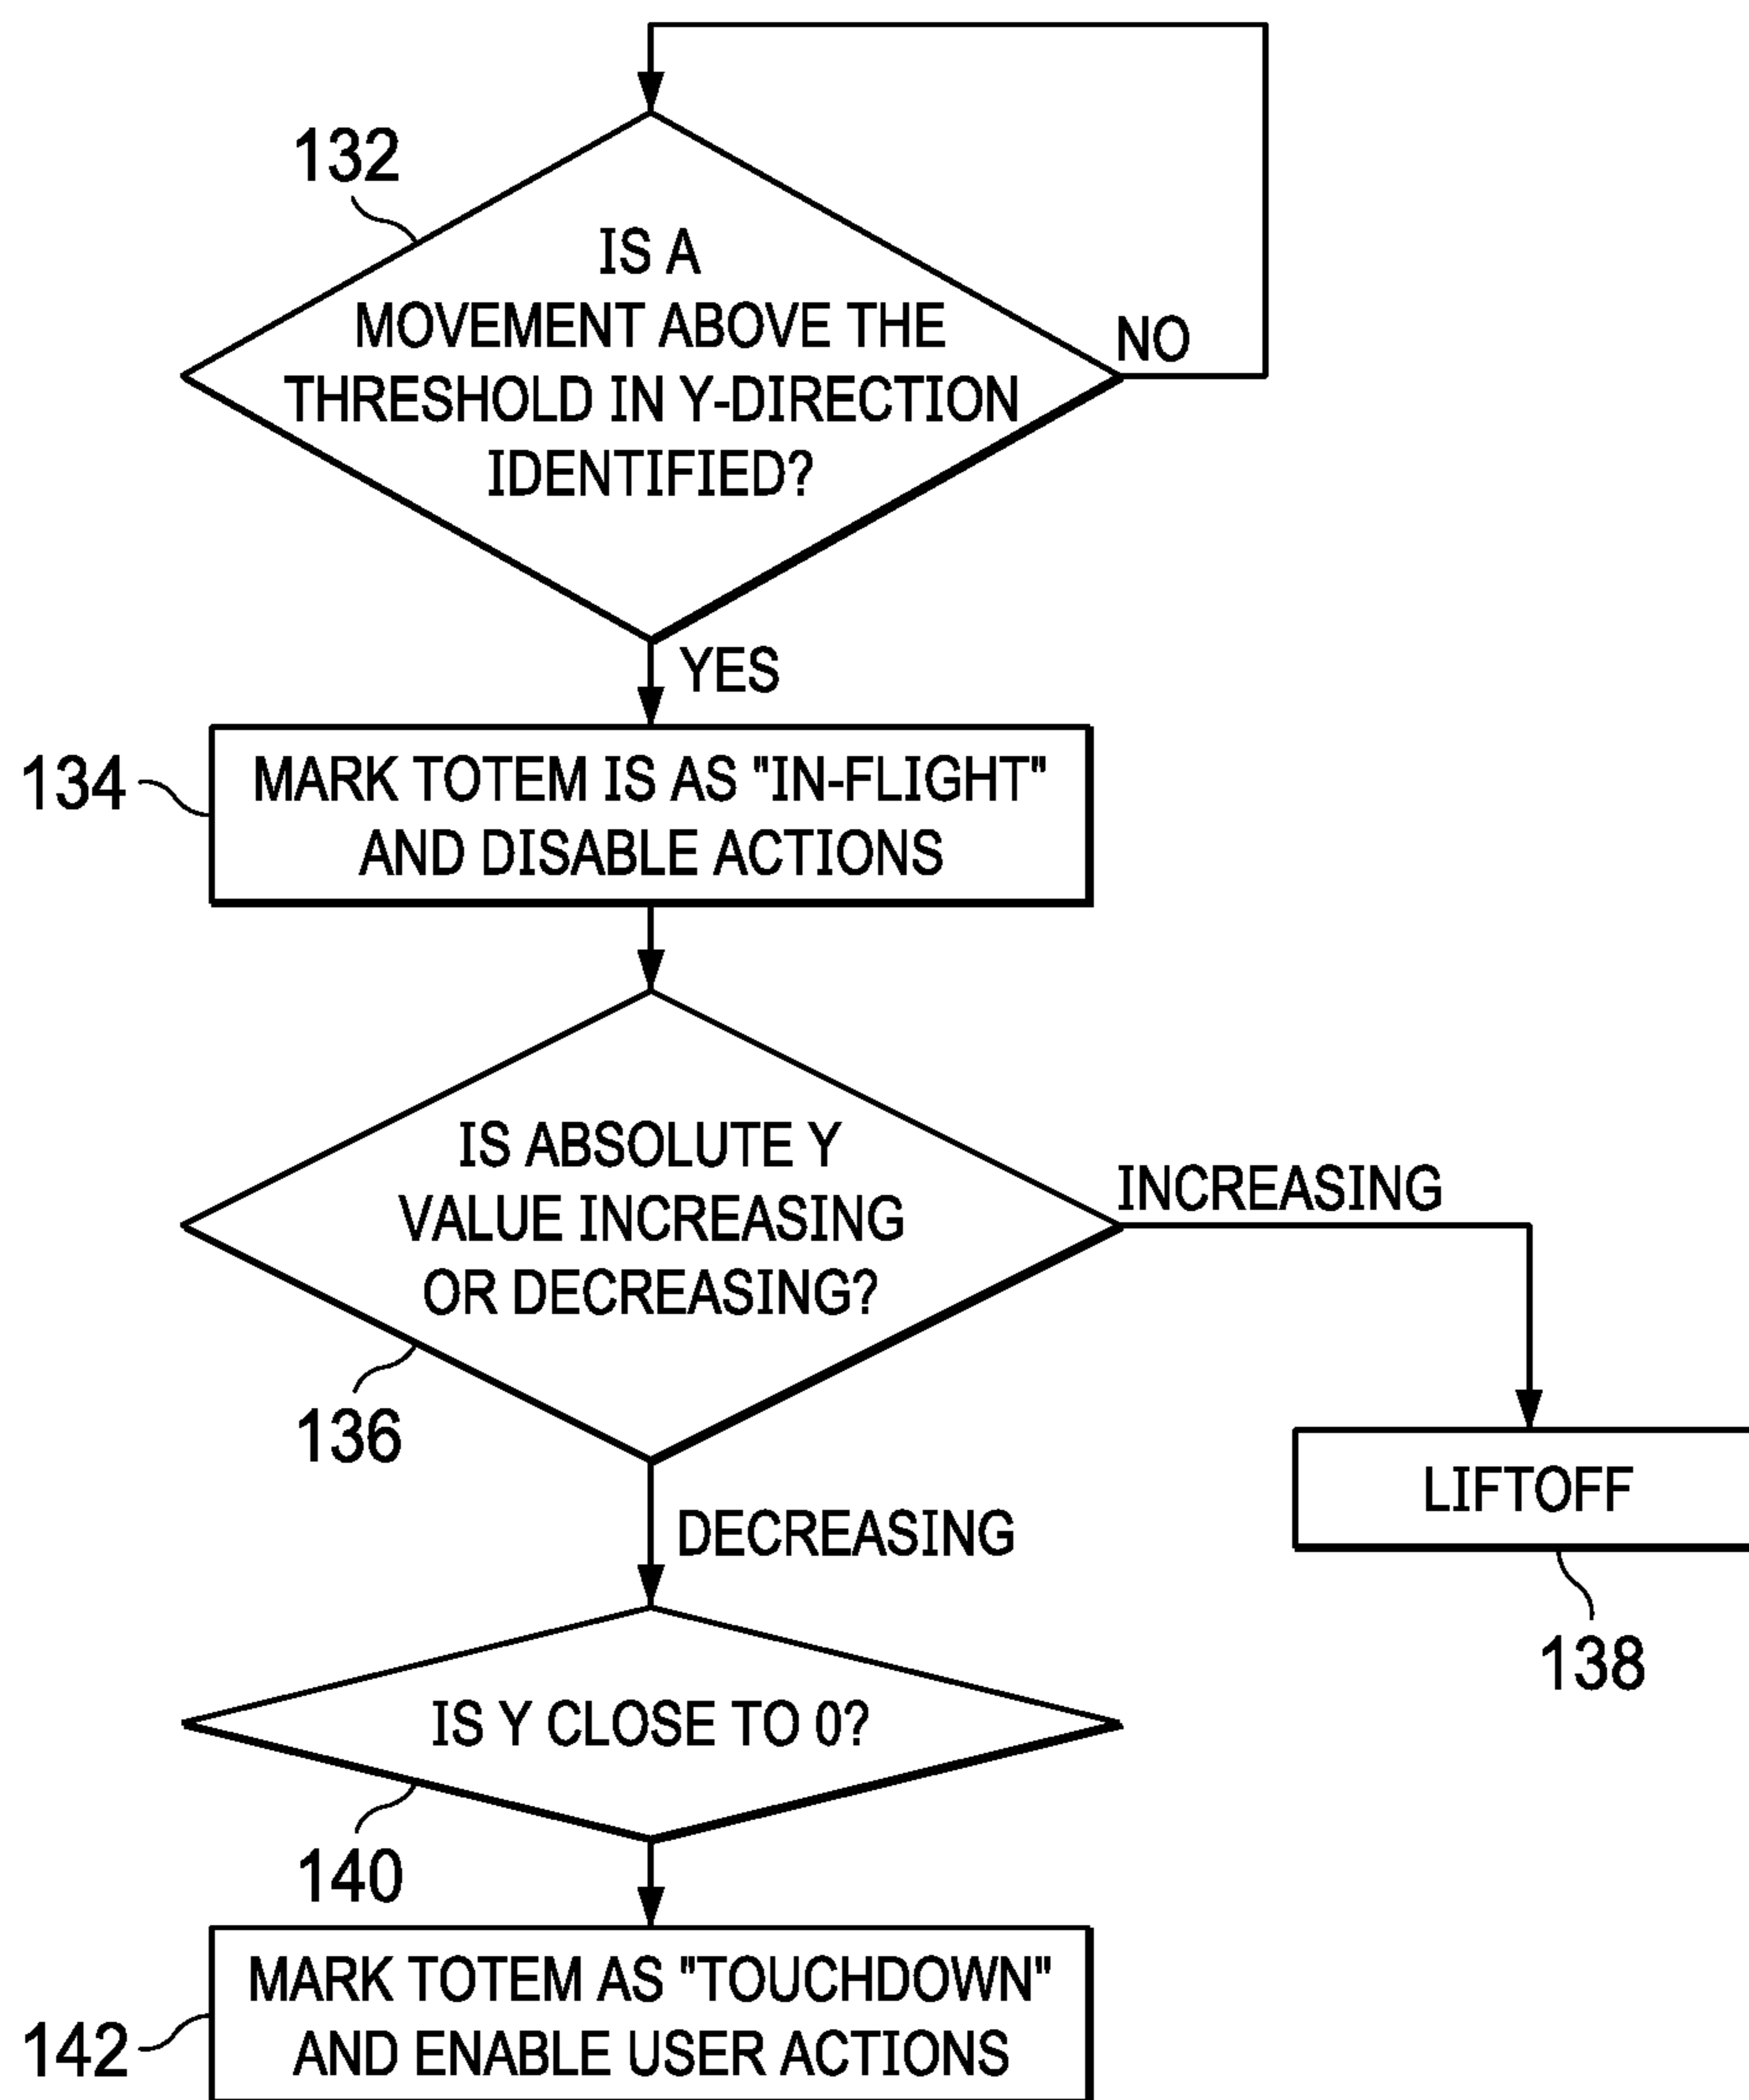 132
IS A
MOVEMENT ABOVE THE
THRESHOLD IN Y-DIRECTION
IDENTIFIED?
NO
YES
134
MARK TOTEM IS AS "IN-FLIGHT"
AND DISABLE ACTIONS
IS ABSOLUTE Y
VALUE INCREASING
OR DECREASING?
INCREASING
136
LIFTOFF
DECREASING
138
IS Y CLOSE TO 0?
140
MARK TOTEM AS "TOUCHDOWN"
AND ENABLE USER ACTIONS
142